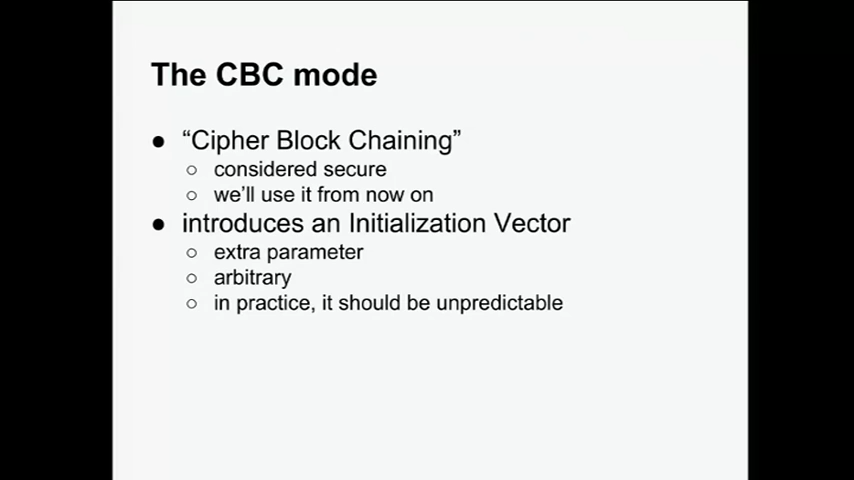 The CBC mode
● “Cipher Block Chaining”
○ considered secure
○ we’ll use it from now on
● introduces an Initialization Vector
○ extra parameter
○ arbitrary
○ in practice, it should be unpredictable